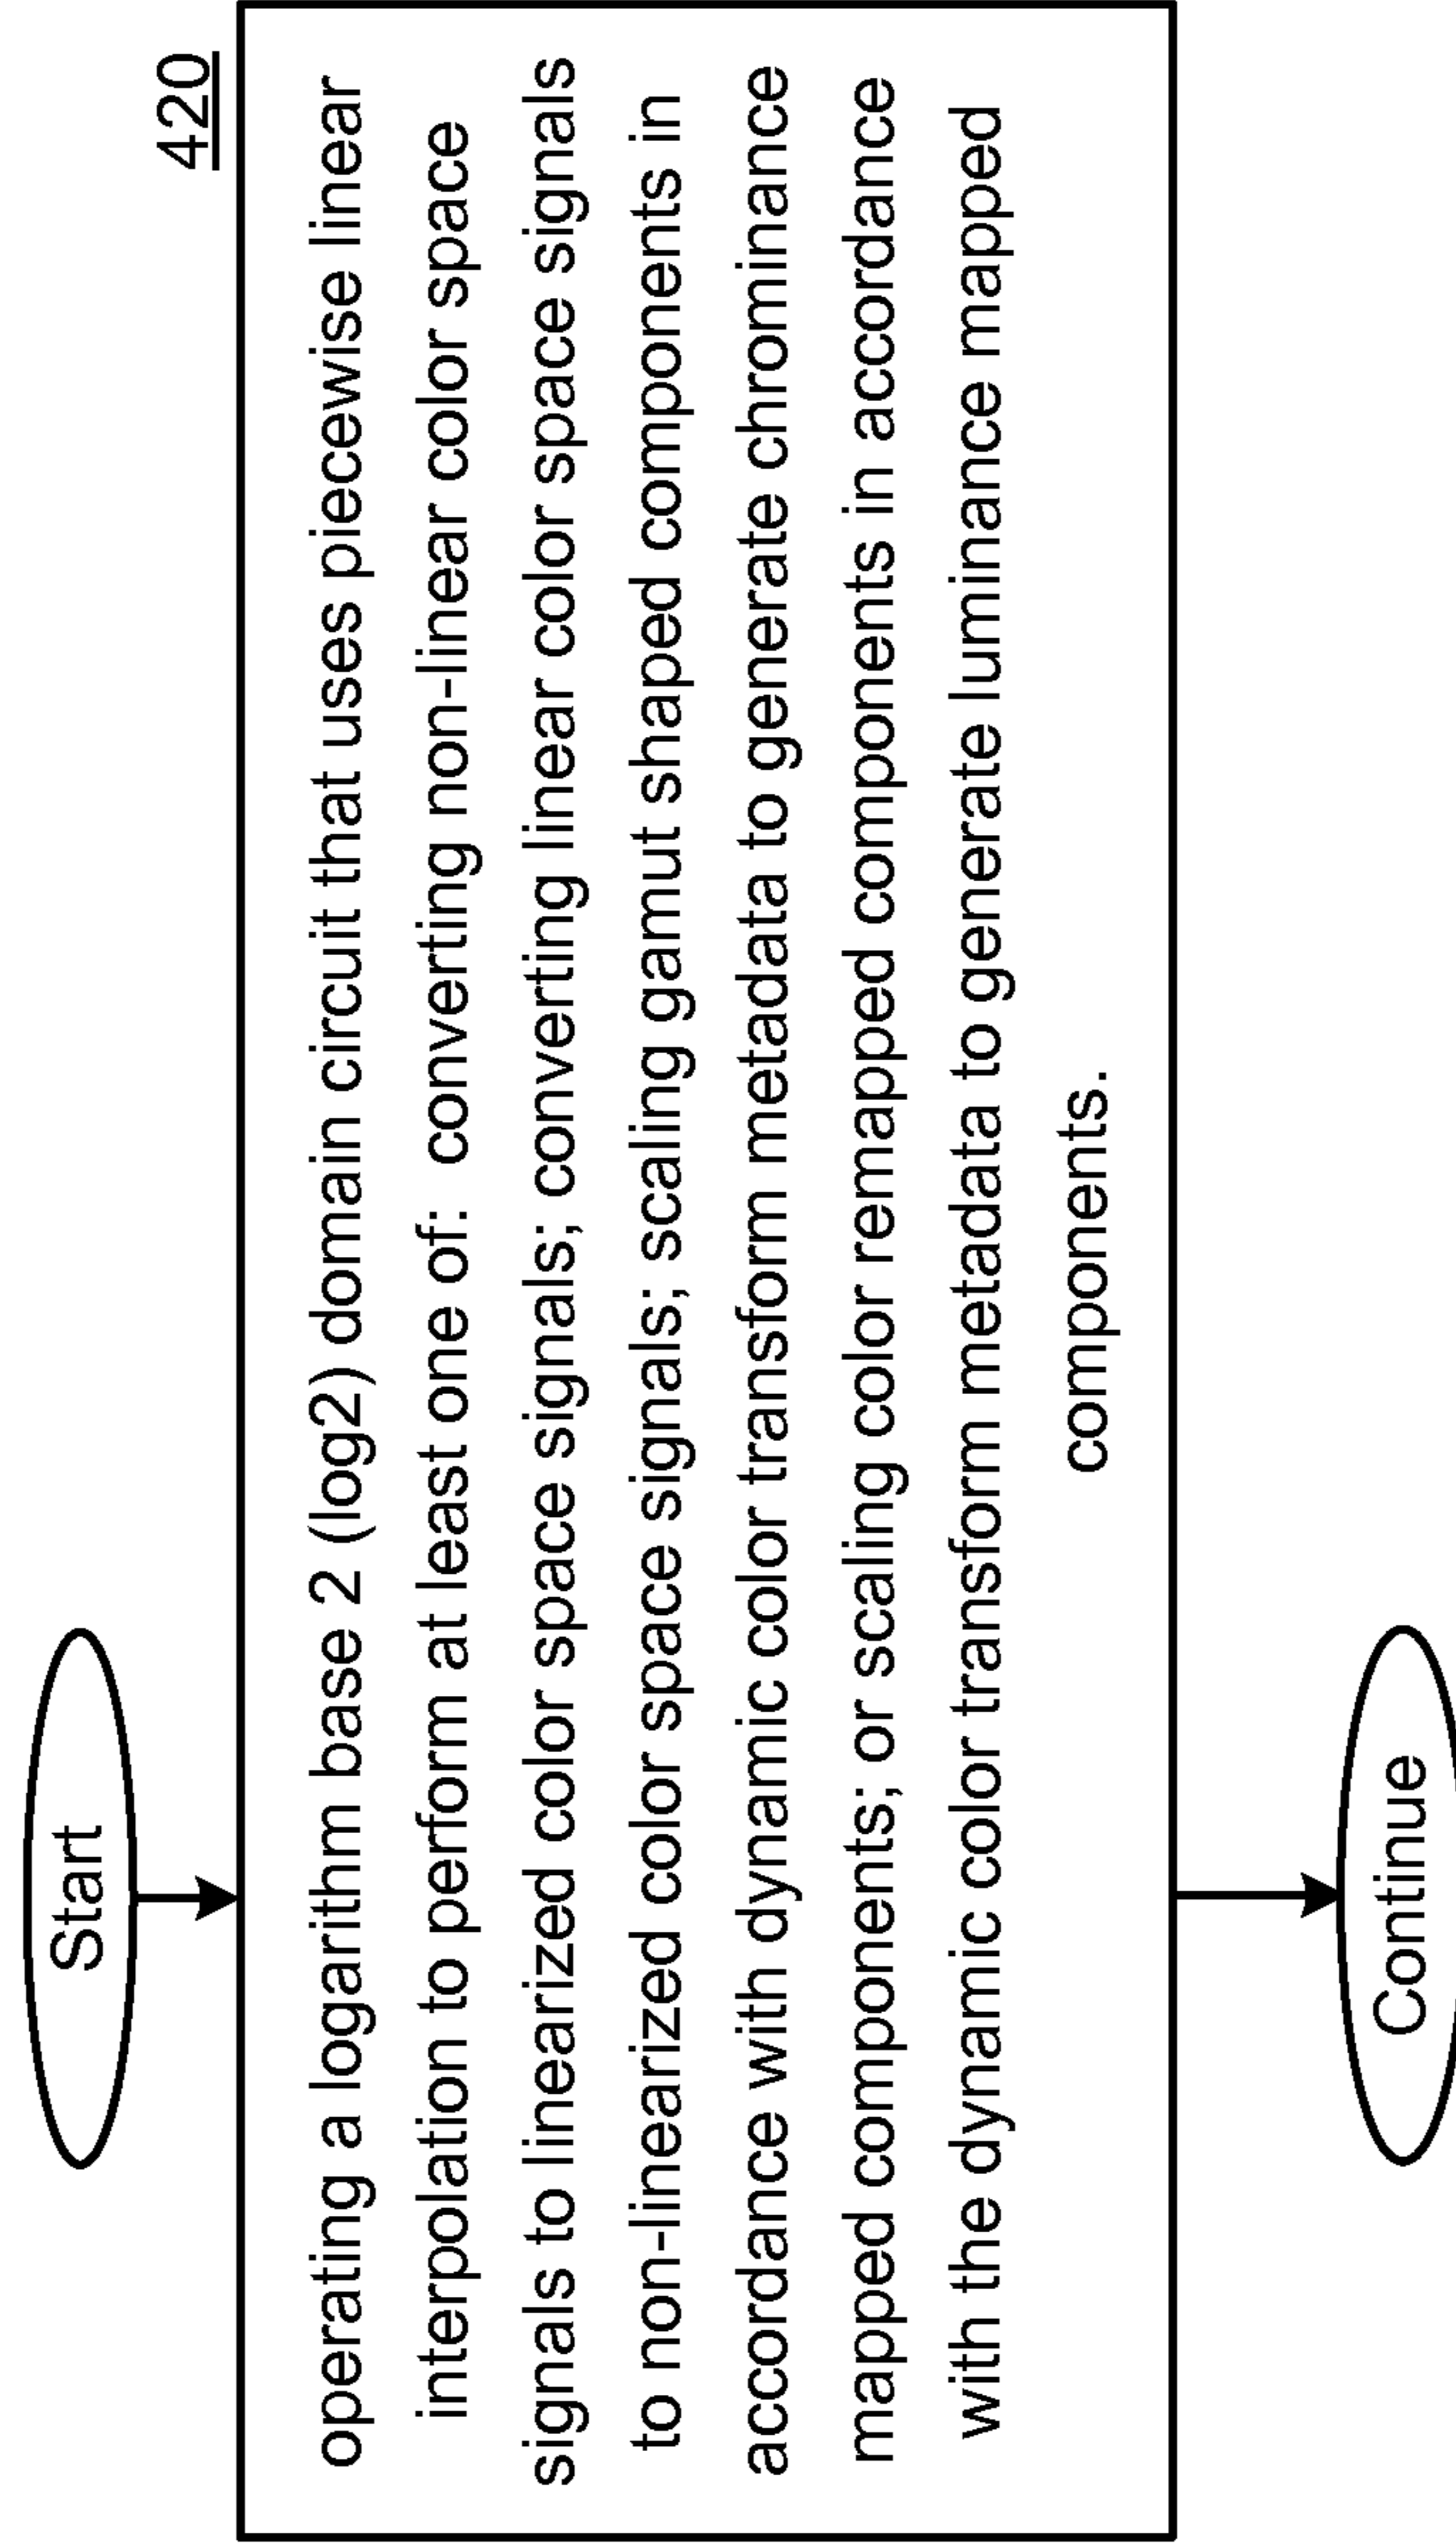 Start
420
operating a logarithm base 2 (log2) domain circuit that uses piecewise linear
interpolation to perform at least one of: converting non-linear color space
signals to linearized color space signals; converting linear color space signals
to non-linearized color space signals; scaling gamut shaped components in
accordance with dynamic color transform metadata to generate chrominance
mapped components; or scaling color remapped components in accordance
with the dynamic color transform metadata to generate luminance mapped
components.
Continue